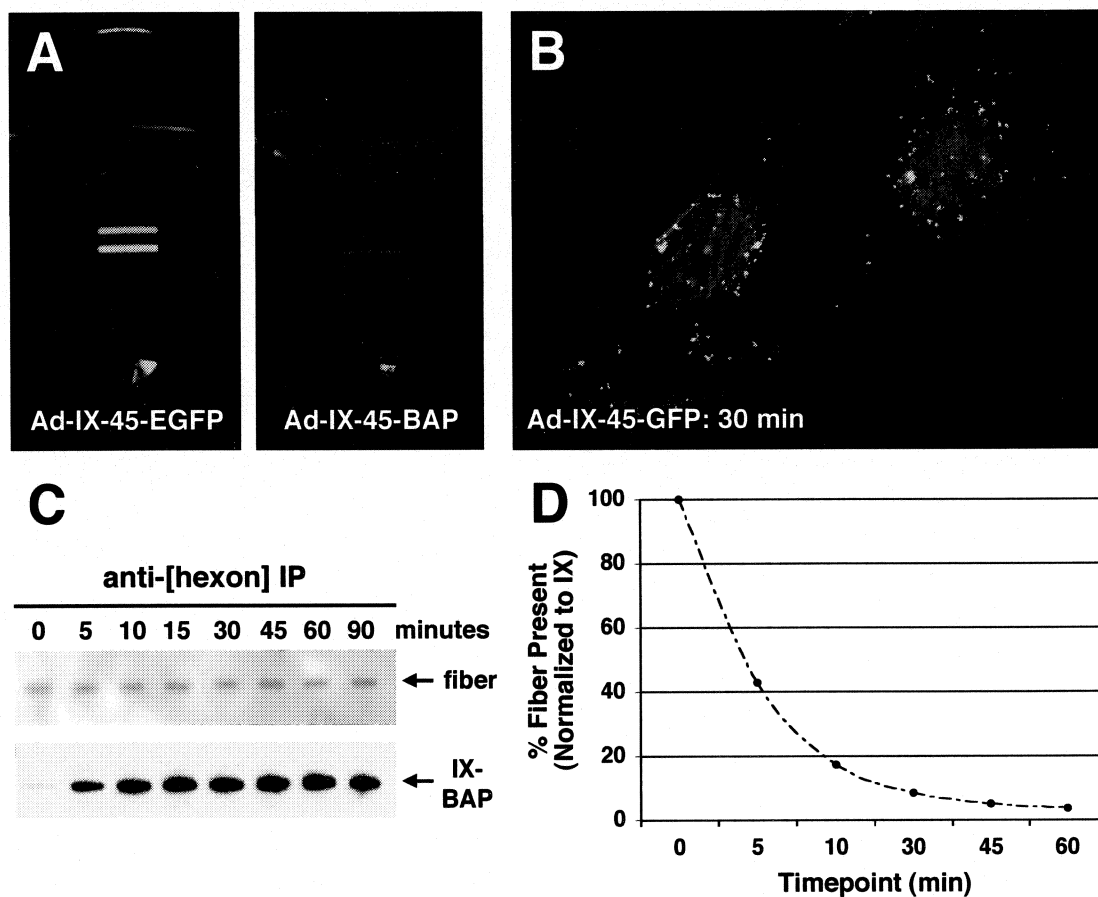 A
Ad-IX-45-EGFP
Ad-IX-45-BAP
B
Ad-IX-45-GFP: 30 min
C
anti-[hexon] IP
0 5 10 15 30 45 60 90 minutes
fiber
IX-
BAP
D
% Fiber Present
(Normalized to IX)
100
80
60
40
20
0
0 5 10 30 45 60
Timepoint (min)